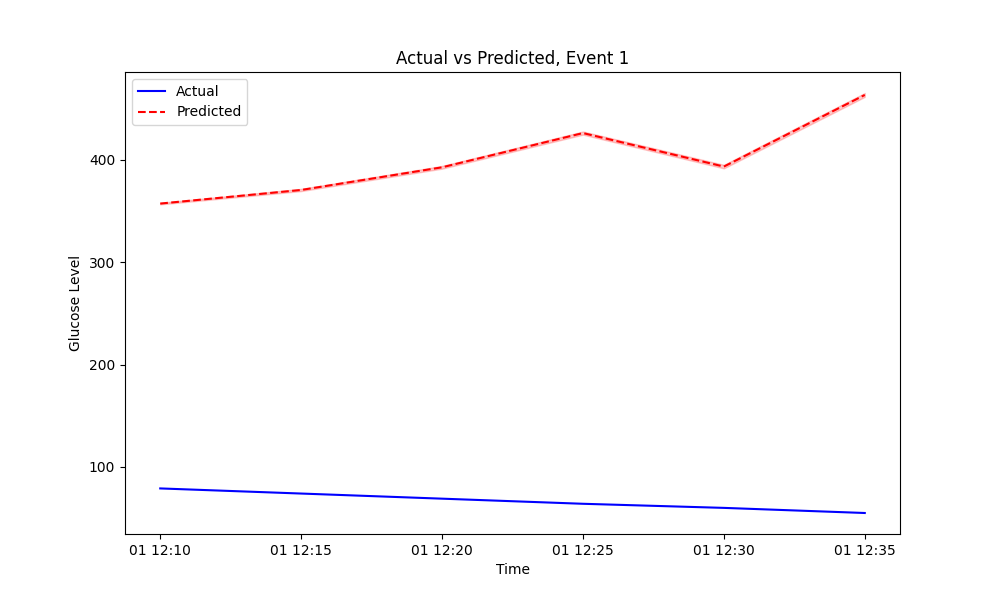 Actual vs Predicted, Event 1
Actual
Predicted
400
300
200
100
Glucose Level
01 12:10 01 12:15 01 12:20 01 12:25 01 12:30 01 12:35
Time